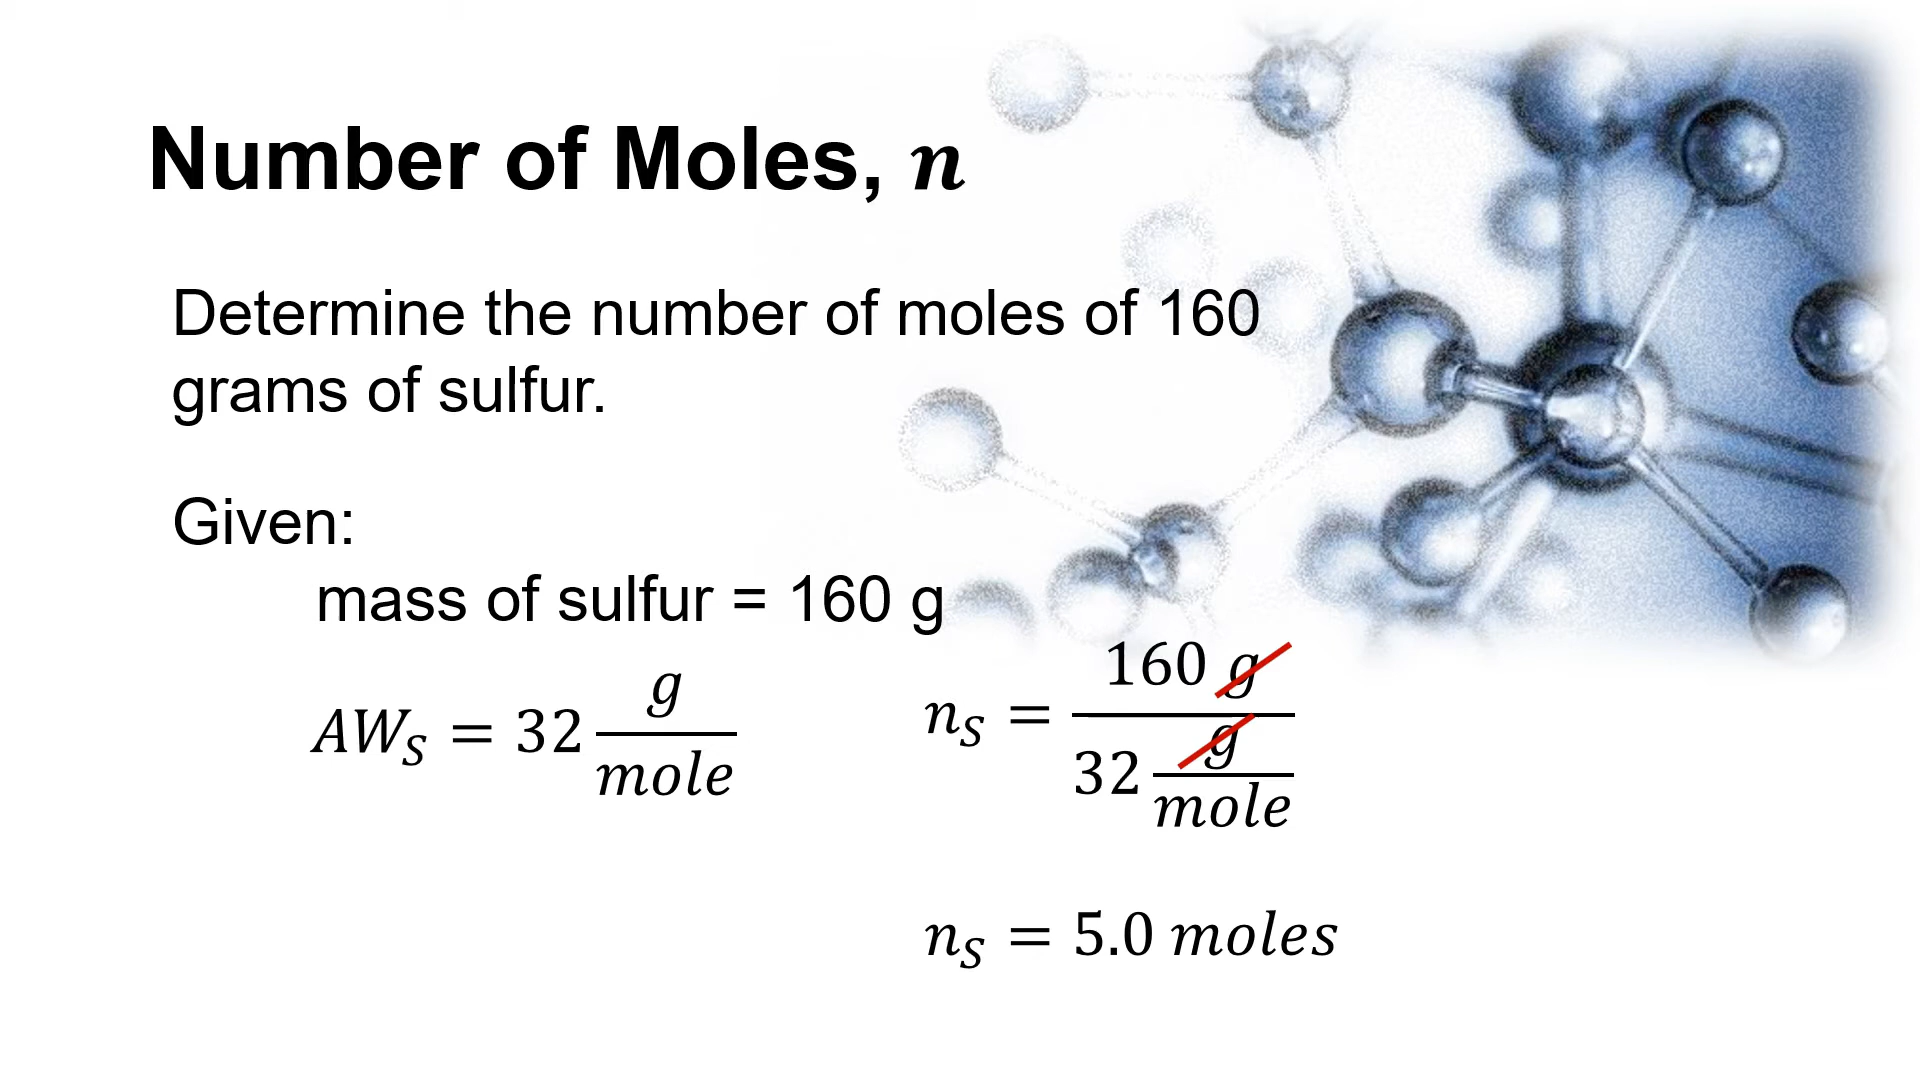 Number of Moles, n
Determine the number of moles of 160
grams of sulfur.
Given:
mass of sulfur = 160 g
AW_S = 32 g/mole
n_S = 160 g / 32 g/mole
n_S = 5.0 moles